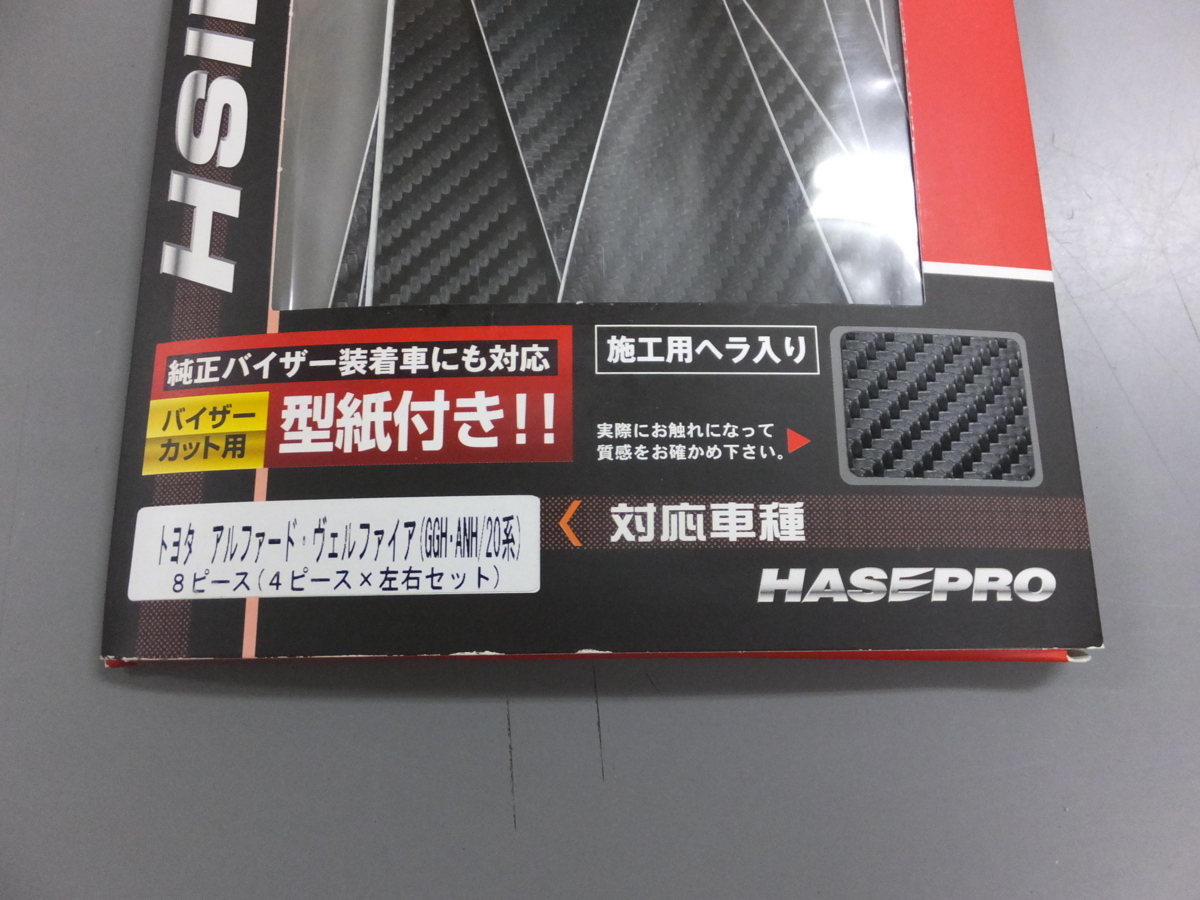 純正バイザー装着車にも対応
バイザー
カット用
型紙付き!!
施工用ヘラ入り
実際にお触れになって
質感をお確かめ下さい。
トヨタ アルファード・ヴェルファイア(GGH・ANH/20系)
8ピース(4ピース×左右セット)
対応車種
HASEPRO